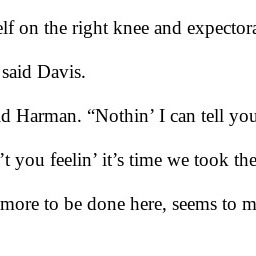 elf on the right knee and expectora
said Davis.
d Harman. “Nothin’ I can tell you
’t you feelin’ it’s time we took the
more to be done here, seems to m